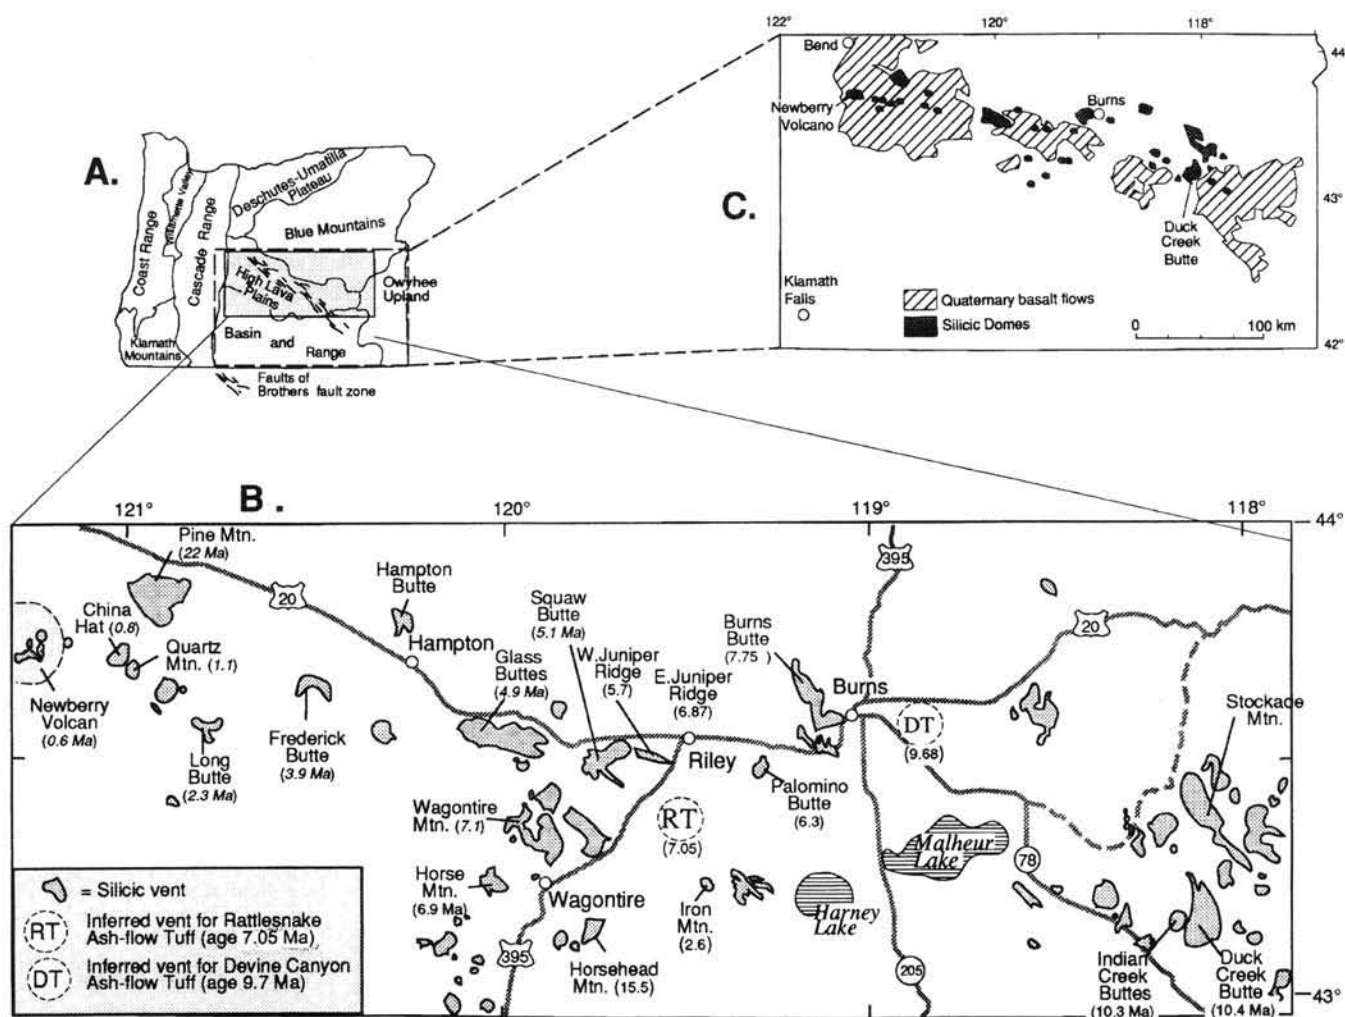 A.
Coast Range
Willamette Valley
Cascade Range
Klamath
Mountains
Deschutes-Umatilla
Plateau
Blue Mountains
High Lava
Plains
Owyhee
Upland
Basin and
Range
Faults of
Brothers fault zone
C.
122°
120°
118°
44
43°
42°
Bend
Newberry
Volcano
Burns
Duck
Creek
Butte
Klamath
Falls
Quaternary basalt flows
Silicic Domes
0 100 km
B.
121°
120°
119°
118°
44°
43°
Pine Mtn.
(22 Ma)
China
Hat (0.8)
Quartz
Mtn. (1.1)
Newberry
Volcan
(0.6 Ma)
Long
Butte
(2.3 Ma)
Frederick
Butte
(3.9 Ma)
20
Hampton
Butte
Hampton
Glass
Buttes
(4.9 Ma)
Squaw
Butte
(5.1 Ma)
W.Juniper
Ridge
(5.7)
E.Juniper
Ridge
(6.87)
Riley
Burns
Butte
(7.75
Burns
395
20
DT
(9.68)
Stockade
Mtn.
Palomino
Butte
(6.3)
Wagontire
Mtn. (7.1)
RT
(7.05)
Malheur
Lake
Harney
Lake
78
Horse
Mtn.
(6.9 Ma)
Wagontire
395
Horsehead
Mtn. (15.5)
Iron
Mtn.
(2.6)
205
Indian
Creek
Buttes
(10.3 Ma)
Duck
Creek
Butte
(10.4 Ma)
= Silicic vent
RT
Inferred vent for Rattlesnake
Ash-flow Tuff (age 7.05 Ma)
DT
Inferred vent for Devine Canyon
Ash-flow Tuff (age 9.7 Ma)